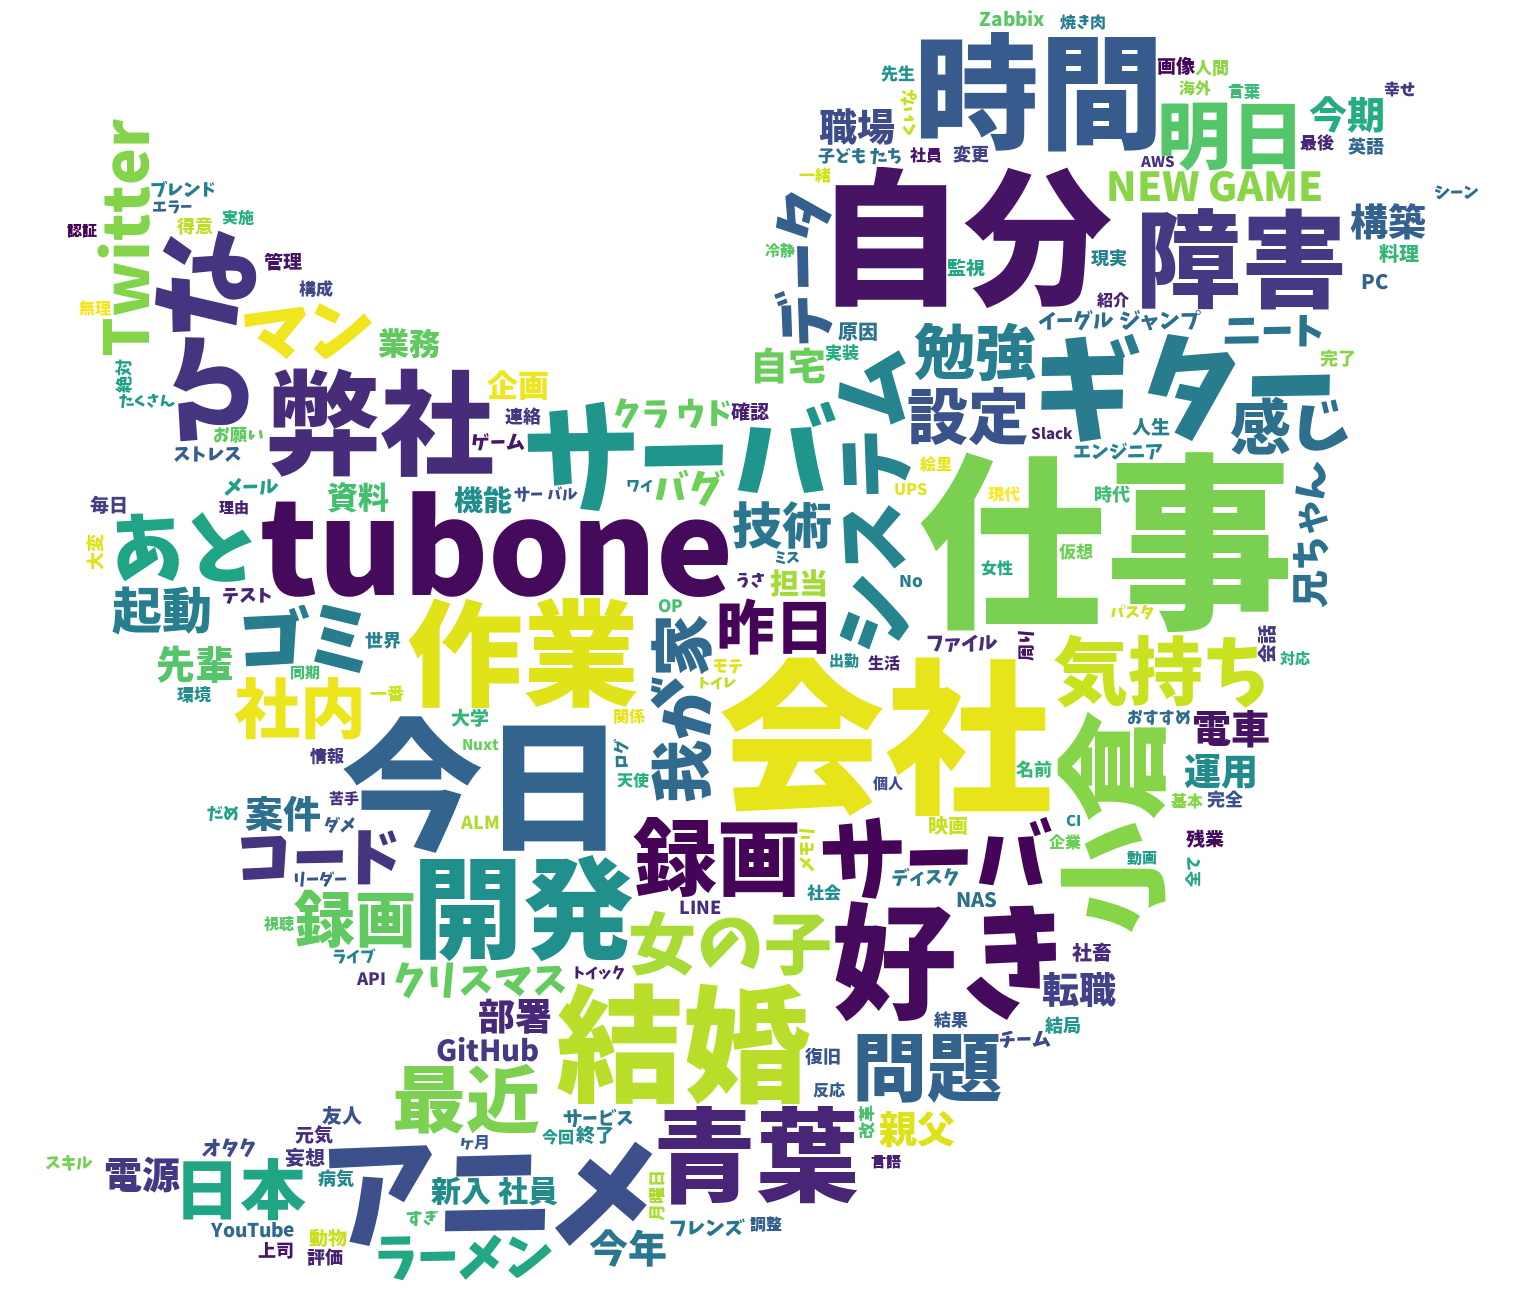 Zabbix
焼き肉
時間
先生
画像
人間
海外
言葉
幸せ
職場
明日
今期
最後
英語
子どもたち
社員
変更
AWS
一緒
自分
NEW GAME
シーン
Twitter
ブレンド
エラー
得意
実施
認証
データ
障害
構築
料理
冷静
監視
現実
PC
紹介
なち
管理
構成
無理
マン
業務
原因
イーグル ジャンプ
ニート
絶対
自宅
実装
勉強
ギター
完了
たくさん
弊社
企画
連絡
クラウド
確認
システム
設定
感じ
お願い
ストレス
ゲーム
サーバ
Slack
人生
エンジニア
メール
資料
機能
サーバル
ワイ
バグ
絵里
UPS
現代
時代
仕事
兄ちゃん
毎日
理由
tubone
技術
大変
あと
ミス
仮想
女性
No
うさ
担当
起動
テスト
ゴミ
作業
OP
昨日
パスタ
世界
我が家
ファイル
周り
会話
先輩
同期
モテ
トイレ
出勤
生活
気持ち
対応
環境
社内
一番
関係
会社
大学
おすすめ
電車
今日
Nuxt
ログ
情報
天使
個人
名前
小倉
運用
基本
完全
だめ
案件
苦手
ダメ
ALM
録画
メモリ
サーバ
映画
CI
企業
残業
コード
動画
全て
リーダー
開発
ディスク
社会
NAS
LINE
視聴
録画
女の子
好き
ライブ
API
クリスマス
トイック
社畜
転職
部署
結婚
結果
結局
GitHub
復旧
問題
チーム
最近
反応
友人
サービス
青葉
改革
親父
元気
今回
終了
オタク
妄想
アニメ
ヶ月
言語
スキル
電源
日本
病気
新入 社員
月曜日
YouTube
すぎ
フレンズ
調整
上司
動物
評価
ラーメン
今年